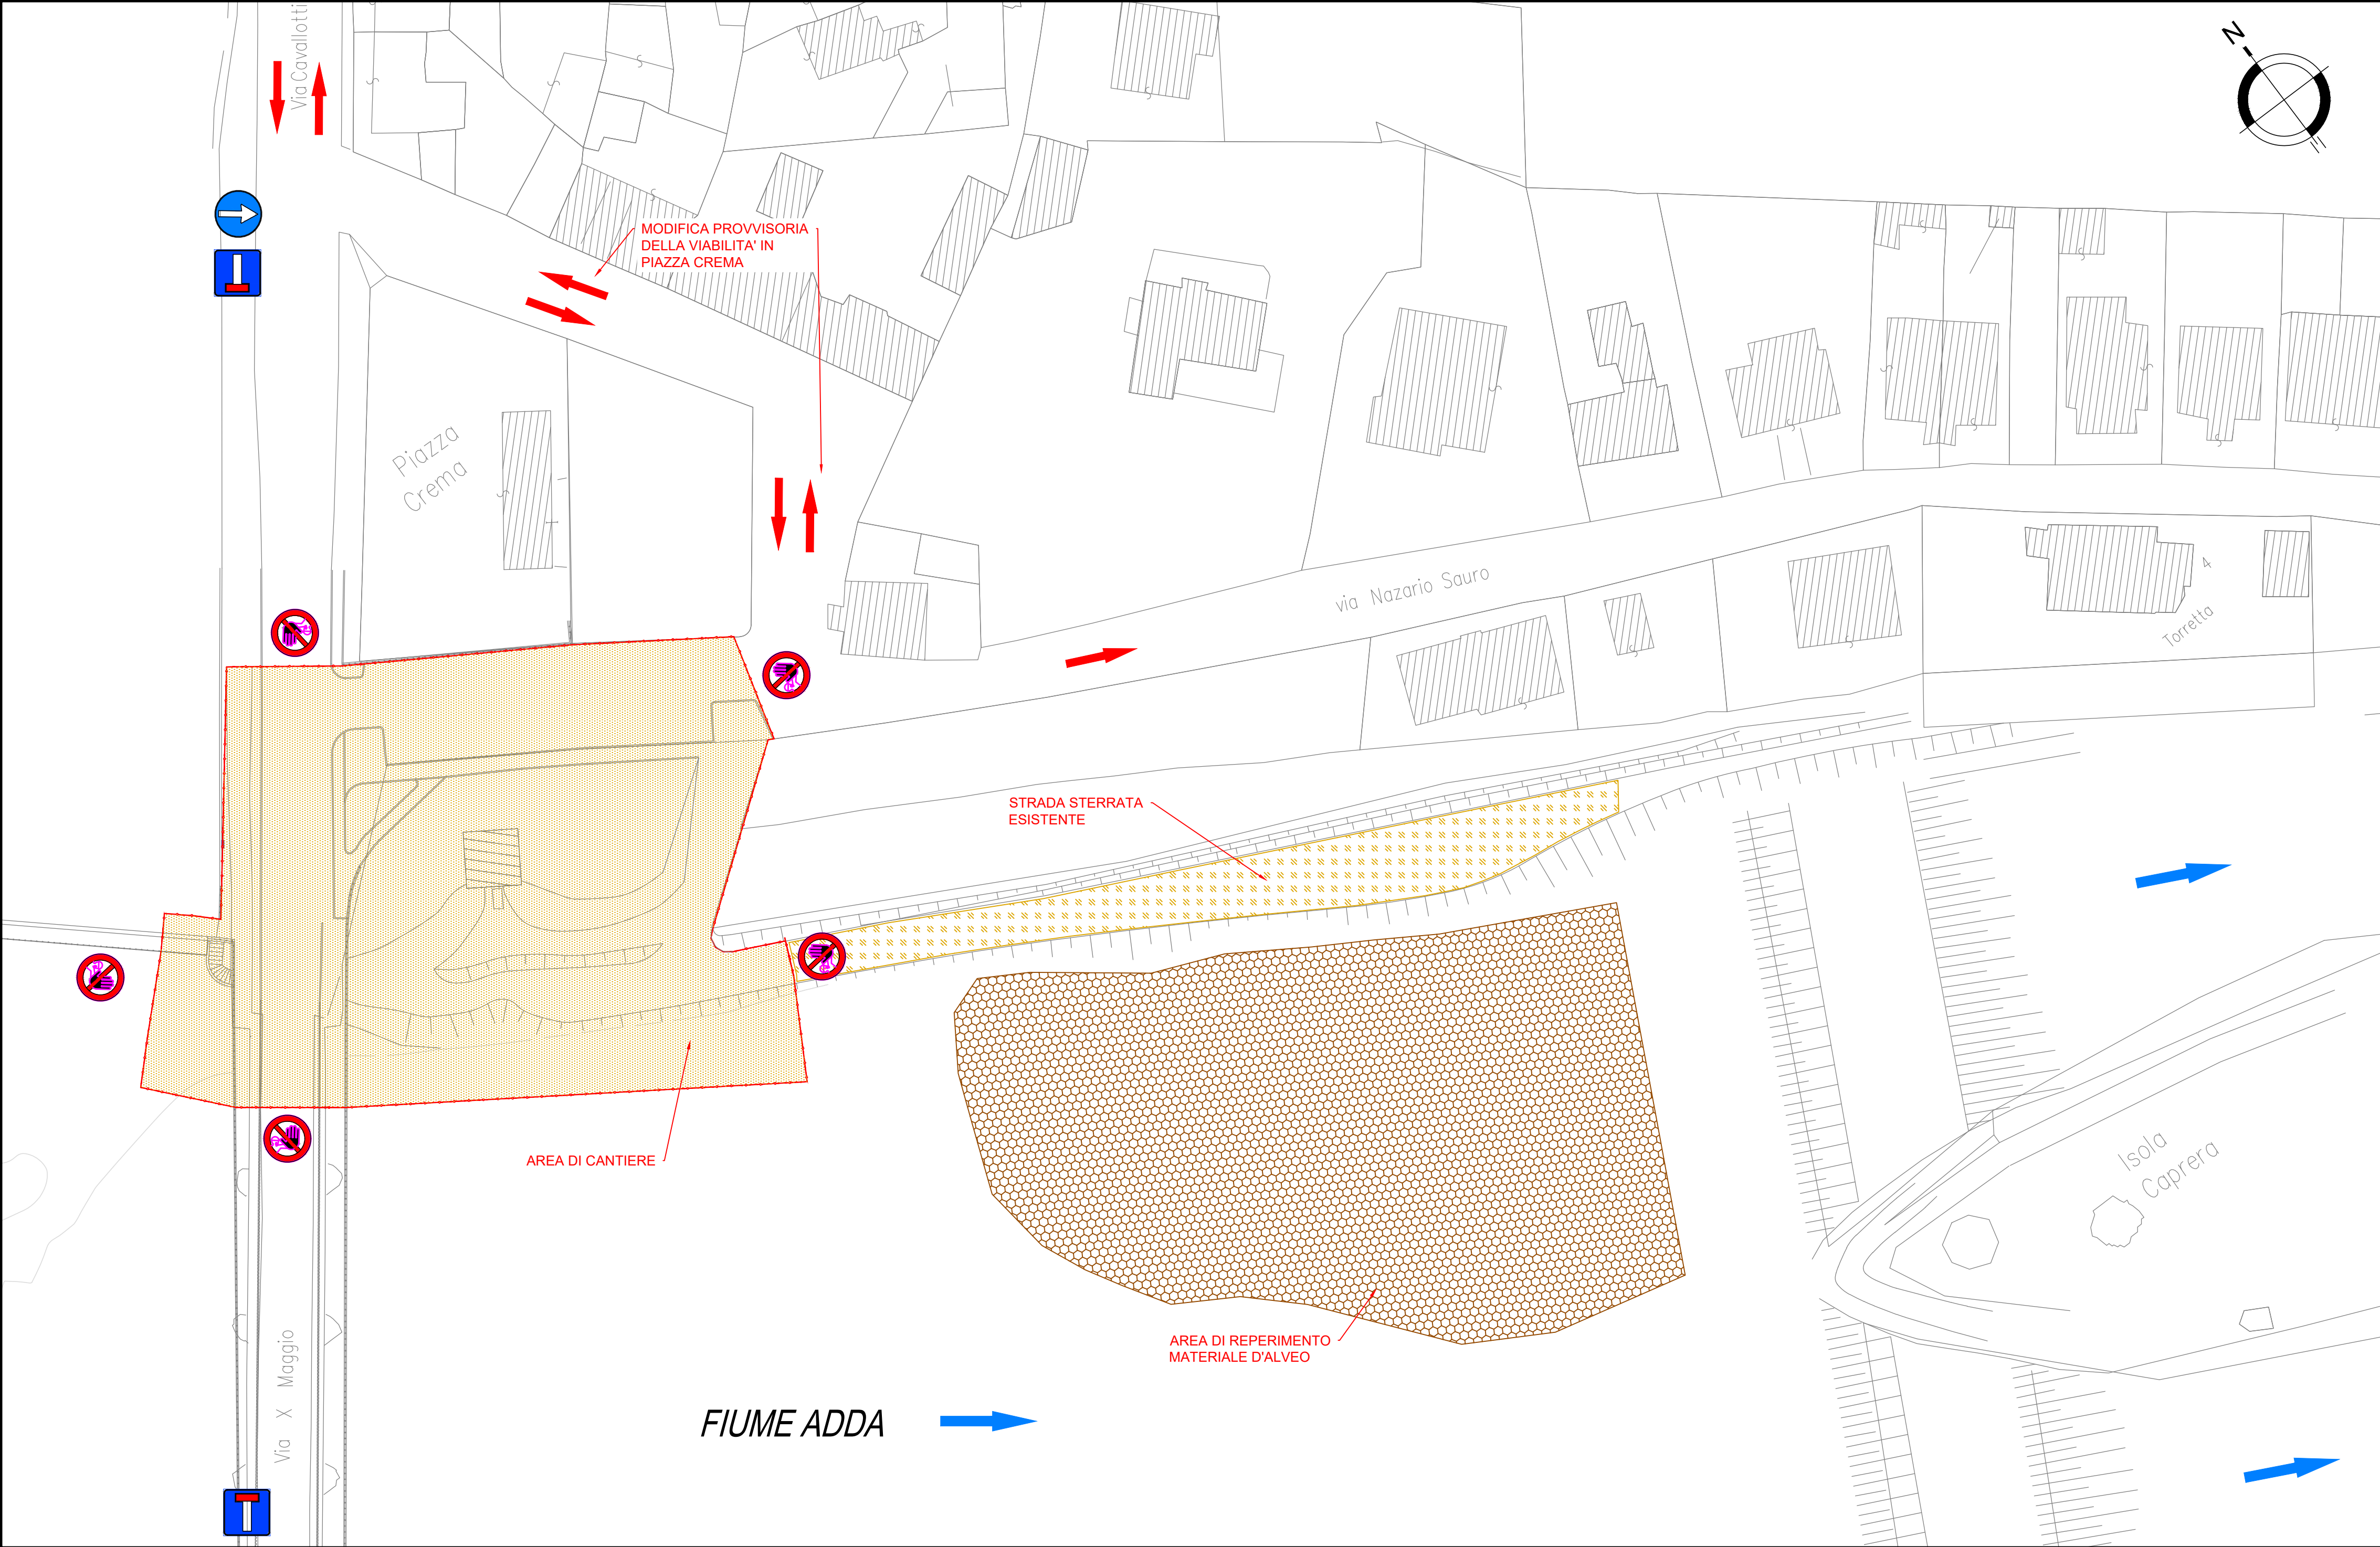 Via Cavallotti
N
MODIFICA PROVVISORIA
DELLA VIABILITA' IN
PIAZZA CREMA
Piazza
Crema
via Nazario Sauro
4
Torretta
STRADA STERRATA
ESISTENTE
AREA DI CANTIERE
Isola
Caprera
AREA DI REPERIMENTO
MATERIALE D'ALVEO
Via X Maggio
FIUME ADDA